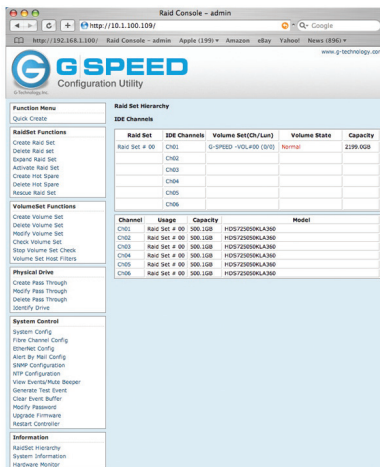 Raid Console - admin
http://10.1.100.109/
Google
http://192.168.1.100/ Raid Console - admin Apple (199) Amazon eBay Yahoo! News (896)
www.g-technology.com
G SPEED
Configuration Utility
G-Technology, Inc.
Function Menu
Quick Create
RaidSet Functions
Create Raid Set
Delete Raid set
Expand Raid Set
Activate Raid Set
Create Hot Spare
Delete Hot Spare
Rescue Raid Set
VolumeSet Functions
Create Volume Set
Delete Volume Set
Modify Volume Set
Check Volume Set
Stop Volume Set Check
Volume Set Host Filters
Physical Drive
Create Pass Through
Modify Pass Through
Delete Pass Through
Identify Drive
System Control
System Config
Fibre Channel Config
EtherNet Config
Alert By Mail Config
SNMP Configuration
NTP Configuration
View Events/Mute Beeper
Generate Test Event
Clear Event Buffer
Modify Password
Upgrade Firmware
Restart Controller
Information
RaidSet Hierarchy
System Information
Hardware Monitor
Raid Set Hierarchy
IDE Channels
Raid Set IDE Channels Volume Set(Ch/Lun) Volume State Capacity
Raid Set # 00 Ch01 G-SPEED -VOL#00 (0/0) Normal 2199.0GB
Ch02
Ch03
Ch04
Ch05
Ch06
Channel Usage Capacity Model
Ch01 Raid Set # 00 500.1GB HDS725050KLA360
Ch02 Raid Set # 00 500.1GB HDS725050KLA360
Ch03 Raid Set # 00 500.1GB HDS725050KLA360
Ch04 Raid Set # 00 500.1GB HDS725050KLA360
Ch05 Raid Set # 00 500.1GB HDS725050KLA360
Ch06 Raid Set # 00 500.1GB HDS725050KLA360